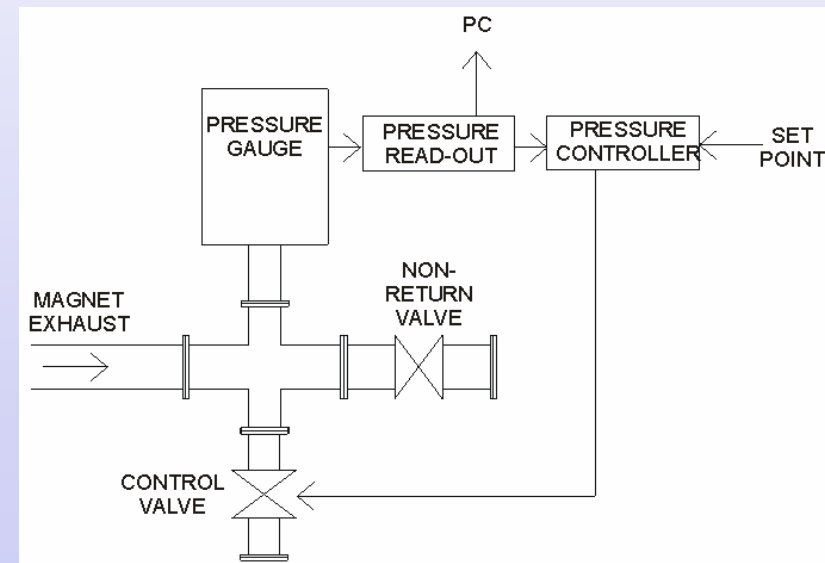 PC
PRESSURE
GAUGE
PRESSURE
READ-OUT
PRESSURE
CONTROLLER
SET
POINT
NON-
RETURN
VALVE
MAGNET
EXHAUST
CONTROL
VALVE